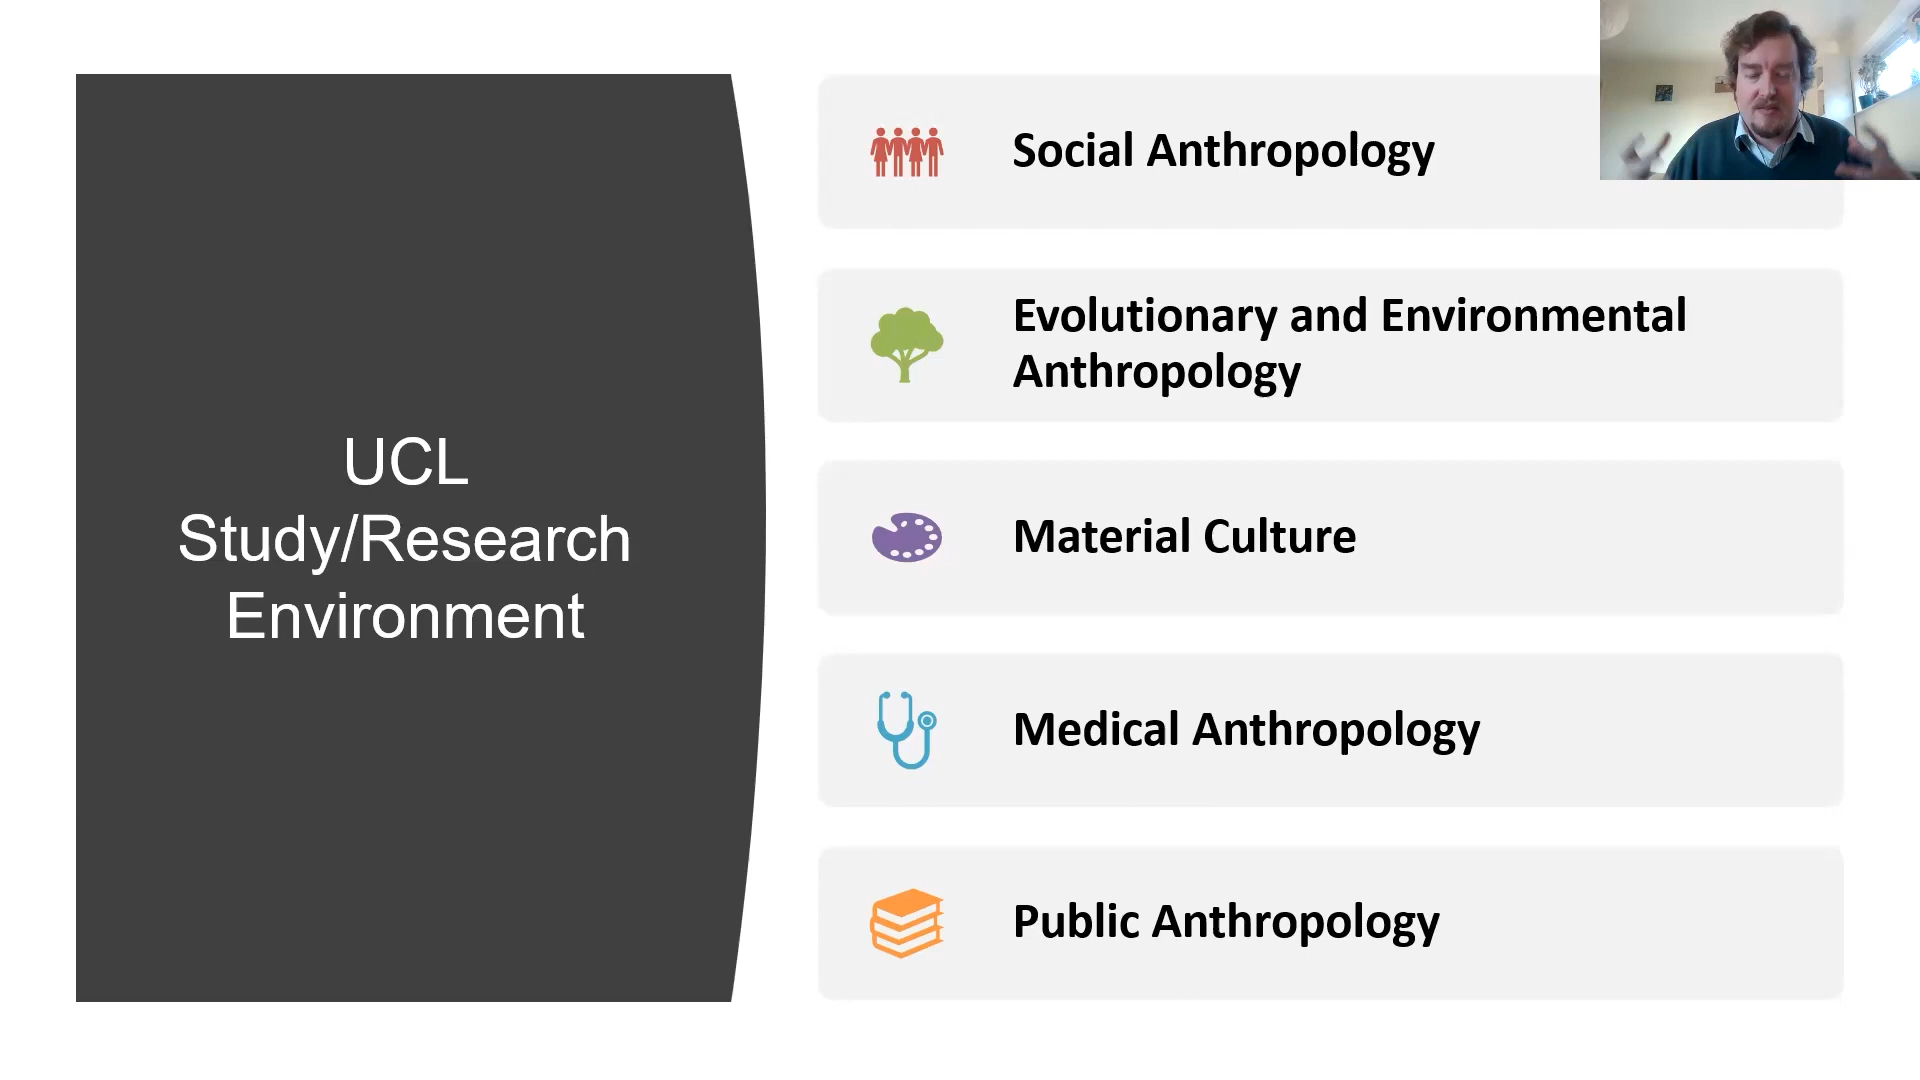 UCL
Study/Research
Environment
Social Anthropology
Evolutionary and Environmental
Anthropology
Material Culture
Medical Anthropology
Public Anthropology